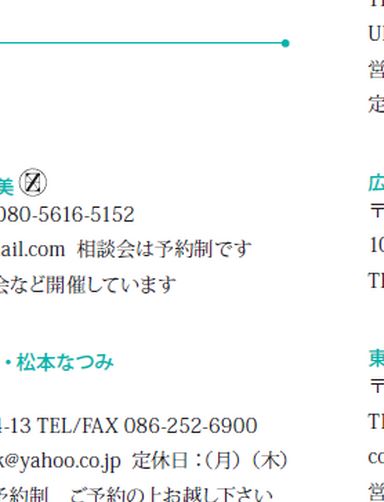 美
080-5616-5152
ail.com 相談会は予約制です
会など開催しています
・松本なつみ
4-13 TEL/FAX 086-252-6900
k@yahoo.co.jp 定休日：（月）（木）
予約制　ご予約の上お越し下さい
U
営
定
広
〒
10
TE
東
〒
TE
co
営